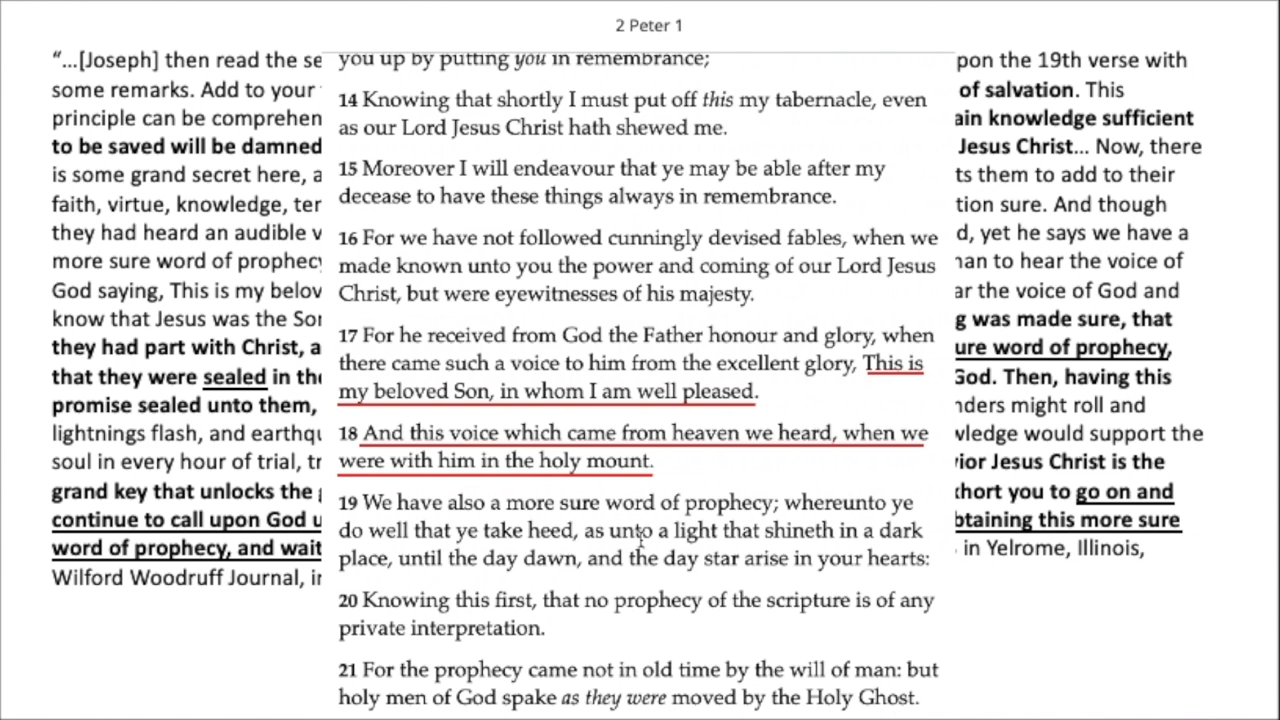 2 Peter 1
“...[Joseph] then read the se
some remarks. Add to your
principle can be comprehen
to be saved will be damned
is some grand secret here, a
faith, virtue, knowledge, ter
they had heard an audible v
more sure word of prophecy
God saying, This is my belov
know that Jesus was the Son
they had part with Christ, a
that they were sealed in the
promise sealed unto them,
lightnings flash, and earthqu
soul in every hour of trial, tr
grand key that unlocks the
continue to call upon God u
word of prophecy, and wait
Wilford Woodruff Journal, in
you up by putting you in remembrance;
14 Knowing that shortly I must put off this my tabernacle, even
as our Lord Jesus Christ hath shewed me.
15 Moreover I will endeavour that ye may be able after my
decease to have these things always in remembrance.
16 For we have not followed cunningly devised fables, when we
made known unto you the power and coming of our Lord Jesus
Christ, but were eyewitnesses of his majesty.
17 For he received from God the Father honour and glory, when
there came such a voice to him from the excellent glory, This is
my beloved Son, in whom I am well pleased.
18 And this voice which came from heaven we heard, when we
were with him in the holy mount.
19 We have also a more sure word of prophecy; whereunto ye
do well that ye take heed, as unto a light that shineth in a dark
place, until the day dawn, and the day star arise in your hearts:
20 Knowing this first, that no prophecy of the scripture is of any
private interpretation.
21 For the prophecy came not in old time by the will of man: but
holy men of God spake as they were moved by the Holy Ghost.
pon the 19th verse with
of salvation. This
ain knowledge sufficient
Jesus Christ... Now, there
ts them to add to their
tion sure. And though
d, yet he says we have a
man to hear the voice of
ar the voice of God and
g was made sure, that
ure word of prophecy,
God. Then, having this
nders might roll and
wledge would support the
ior Jesus Christ is the
hort you to go on and
btaining this more sure
in Yelrome, Illinois,